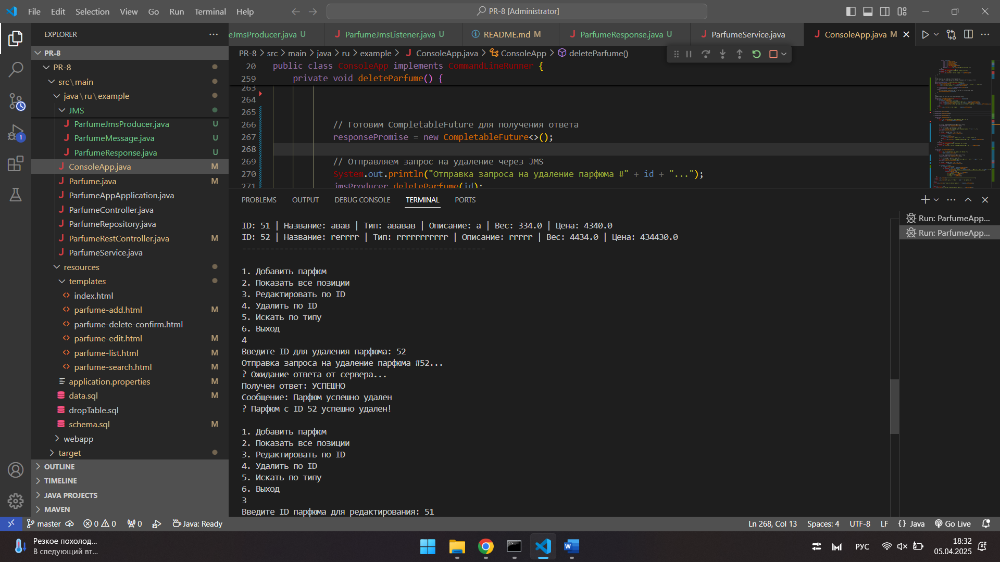 File Edit Selection View Go Run Terminal Help
PR-8 [Administrator]
EXPLORER
eJmsProducer.java U
ParfumeJmsListener.java U
README.md M
ParfumeResponse.java U
ParfumeService.java
ConsoleApp.java M
PR-8
PR-8
src\main
java\ru\example
JMS
ParfumeJmsProducer.java U
ParfumeMessage.java U
ParfumeResponse.java U
ConsoleApp.java M
Parfume.java M
ParfumeAppApplication.java
ParfumeController.java
ParfumeRepository.java
ParfumeRestController.java M
ParfumeService.java
resources
templates
index.html
parfume-add.html M
parfume-delete-confirm.html
parfume-edit.html M
parfume-list.html M
parfume-search.html M
application.properties M
data.sql M
dropTable.sql
schema.sql M
webapp
target
OUTLINE
TIMELINE
JAVA PROJECTS
MAVEN
PR-8 > src > main > java > ru > example > ConsoleApp.java > ConsoleApp > deleteParfume()
20 public class ConsoleApp implements CommandLineRunner {
259 private void deleteParfume() {
263
264
265
266 // Готовим CompletableFuture для получения ответа
267 responsePromise = new CompletableFuture<>();
268
269 // Отправляем запрос на удаление через JMS
270 System.out.println("Отправка запроса на удаление парфюма #" + id + "...");
271 jmsProducer.deleteParfume(id);
PROBLEMS OUTPUT DEBUG CONSOLE TERMINAL PORTS
Run: ParfumeApp...
Run: ParfumeApp...
ID: 51 | Название: авав | Тип: ававав | Описание: а | Вес: 334.0 | Цена: 4340.0
ID: 52 | Название: rerrrr | Тип: rrrrrrrrrrr | Описание: rrrrr | Вес: 4434.0 | Цена: 434430.0
----------------------------------------------------
1. Добавить парфюм
2. Показать все позиции
3. Редактировать по ID
4. Удалить по ID
5. Искать по типу
6. Выход
4
Введите ID для удаления парфюма: 52
Отправка запроса на удаление парфюма #52...
? Ожидание ответа от сервера...
Получен ответ: УСПЕШНО
Сообщение: Парфюм успешно удален
? Парфюм с ID 52 успешно удален!
1. Добавить парфюм
2. Показать все позиции
3. Редактировать по ID
4. Удалить по ID
5. Искать по типу
6. Выход
3
Введите ID парфюма для редактирования: 51
1
master 0 0 0 Java: Ready
Ln 268, Col 13 Spaces: 4 UTF-8 LF {} Java Go Live
Резкое похолод...
В следующий вт...
РУС
18:32
05.04.2025